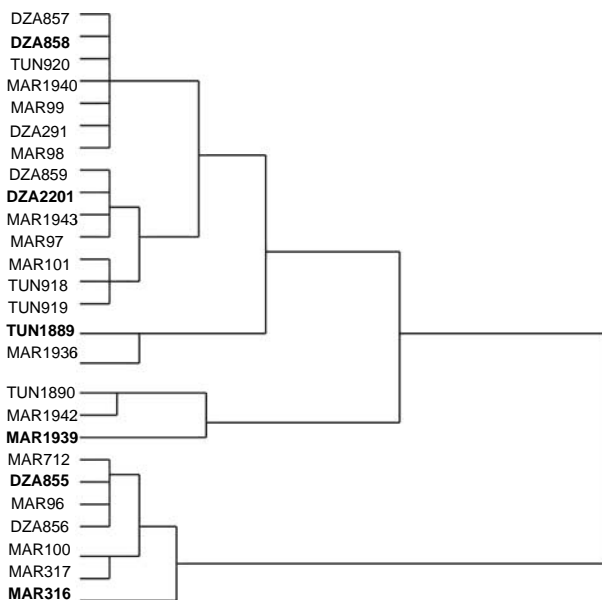 DZA857
DZA858
TUN920
MAR1940
MAR99
DZA291
MAR98
DZA859
DZA2201
MAR1943
MAR97
MAR101
TUN918
TUN919
TUN1889
MAR1936
TUN1890
MAR1942
MAR1939
MAR712
DZA855
MAR96
DZA856
MAR100
MAR317
MAR316